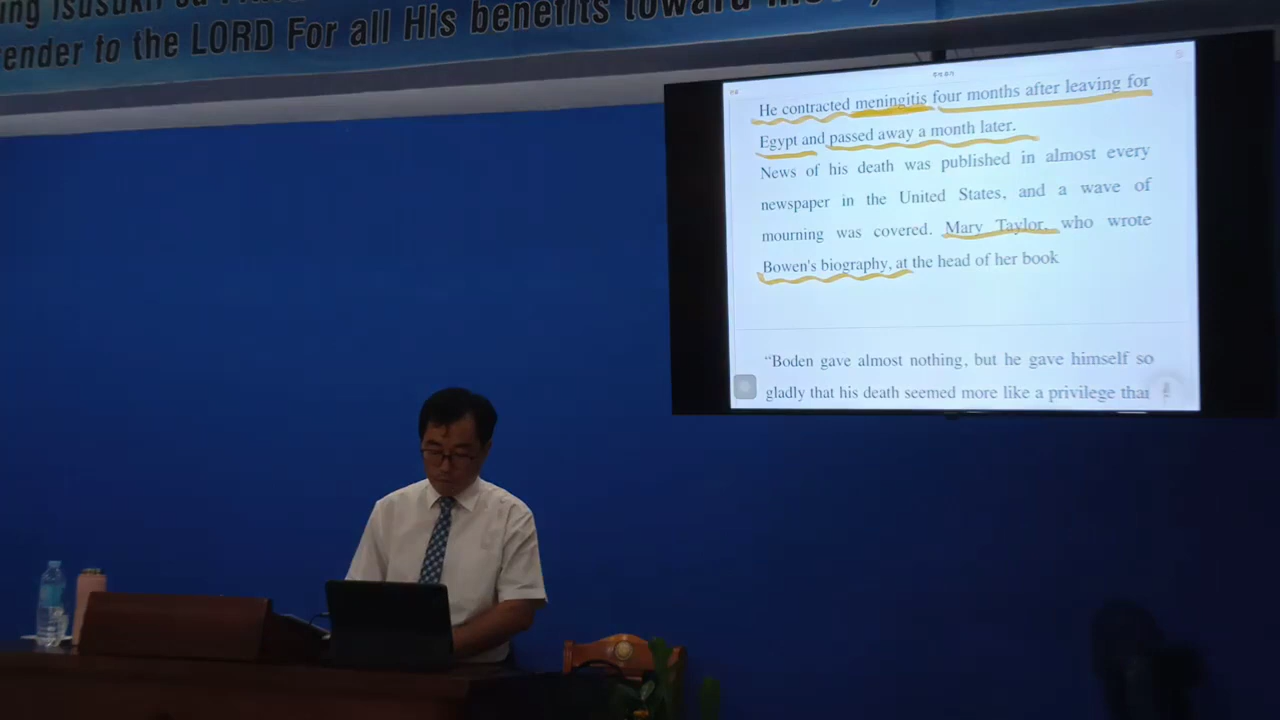 ender to the LORD For all His benefits toward
He contracted meningitis four months after leaving for
Egypt and passed away a month later.
News of his death was published in almost every
newspaper in the United States, and a wave of
mourning was covered. Mary Taylor, who wrote
Bowen's biography, at the head of her book
“Boden gave almost nothing, but he gave himself so
gladly that his death seemed more like a privilege than